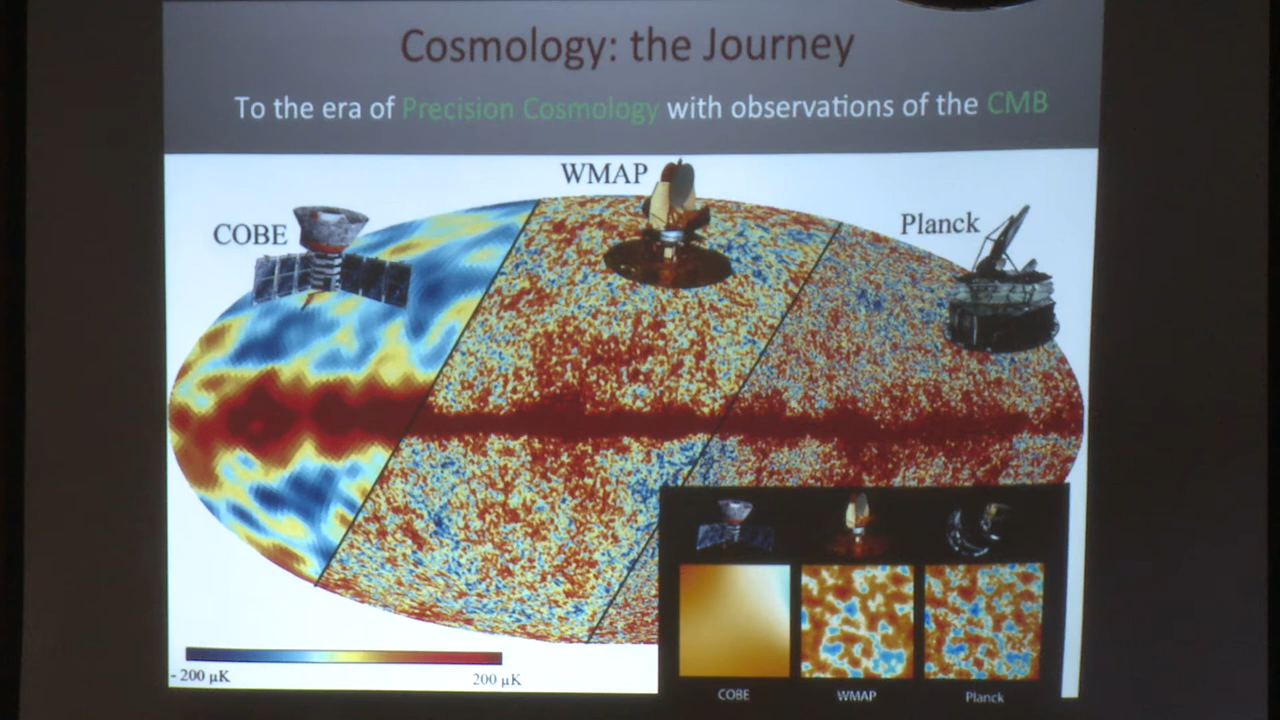 Cosmology: the Journey
To the era of Precision Cosmology with observations of the CMB
WMAP
COBE
Planck
- 200 µK
200 µK
COBE
WMAP
Planck